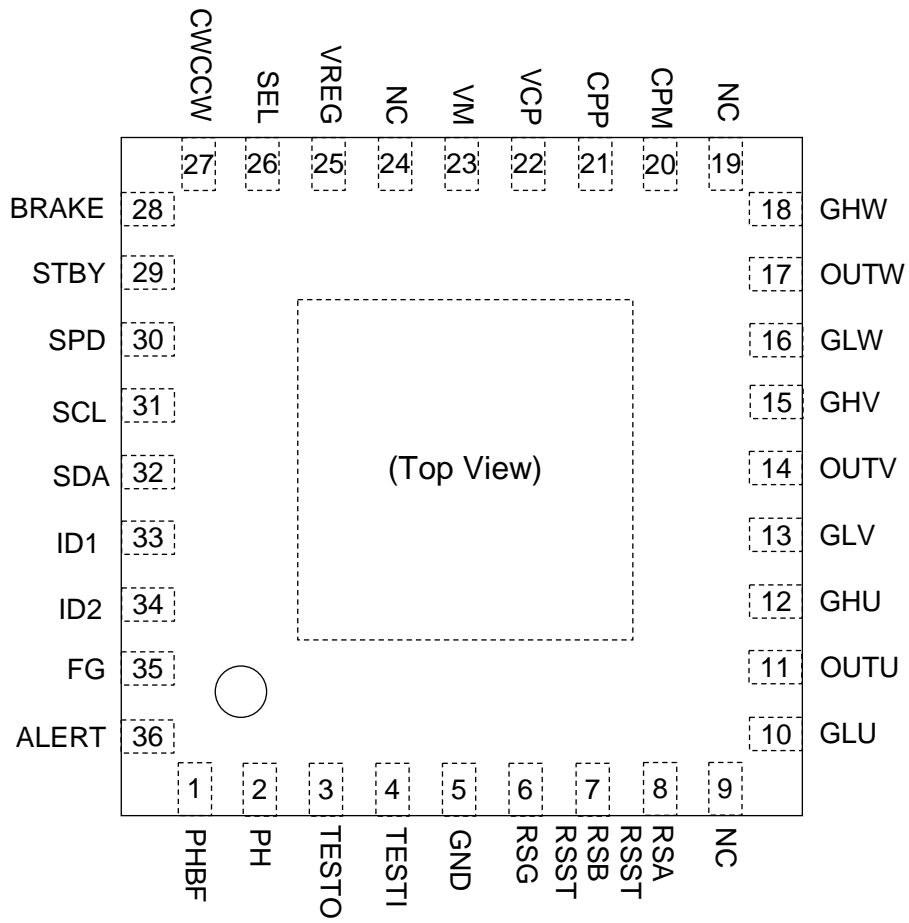 CWCCW
SEL
VREG
NC
VM
VCP
CPP
CPM
NC
27 26 25 24 23 22 21 20 19
BRAKE 28
STBY 29
SPD 30
SCL 31
SDA 32
ID1 33
ID2 34
FG 35
ALERT 36
18 GHW
17 OUTW
16 GLW
15 GHV
14 OUTV
13 GLV
12 GHU
11 OUTU
10 GLU
(Top View)
1 2 3 4 5 6 7 8 9
PHBF
PH
TESTO
TESTI
GND
RSG
RSB
RSST
RSA
RSST
NC